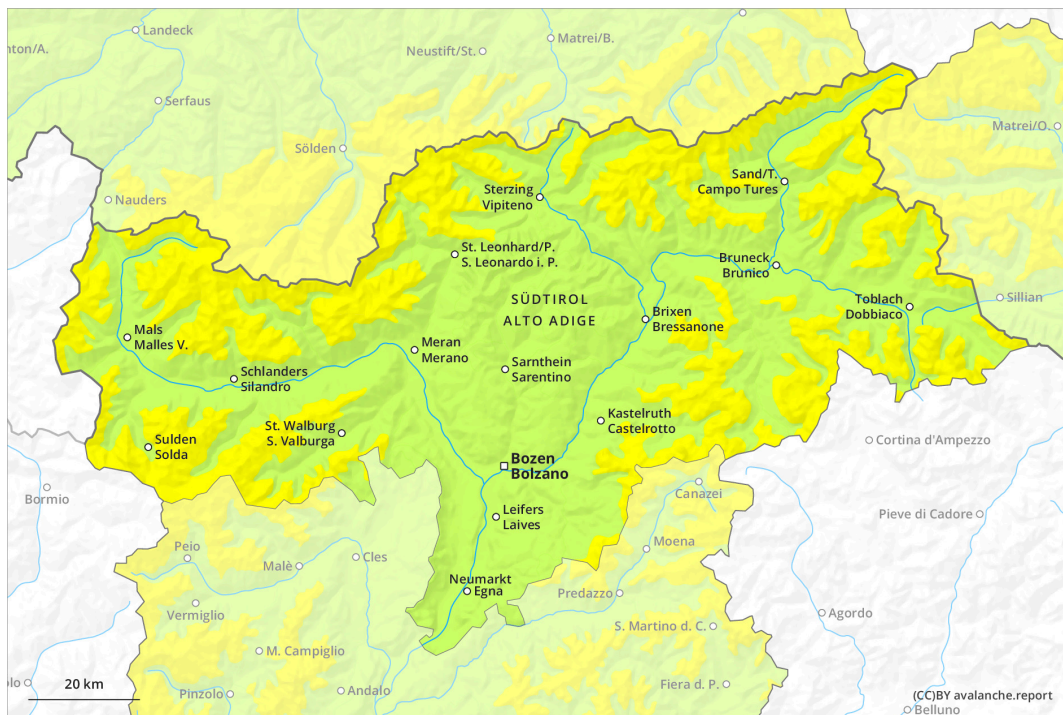 Landeck
Matrei/B.
Neustift/St.
nton/A.
Serfaus
Matrei/O.
Sölden
Sand/T.
Campo Tures
Sterzing
Vipiteno
Nauders
St. Leonhard/P.
S. Leonardo i. P.
Bruneck
Brunico
SÜDTIROL
ALTO ADIGE
Toblach
Dobbiaco
Sillian
Brixen
Bressanone
Mals
Malles V.
Meran
Merano
Sarnthein
Sarentino
Schlanders
Silandro
Kastelruth
Castelrotto
St. Walburg
S. Valburga
Sulden
Solda
Cortina d'Ampezzo
Bozen
Bolzano
Bormio
Canazei
Leifers
Laives
Pieve di Cadore
Peio
Cles
Moena
Malè
Neumarkt
Egna
Predazzo
Vermiglio
Agordo
S. Martino d. C.
M. Campiglio
20 km
olo
Pinzolo
Andalo
Fiera d. P.
(CC)BY avalanche.report
Belluno